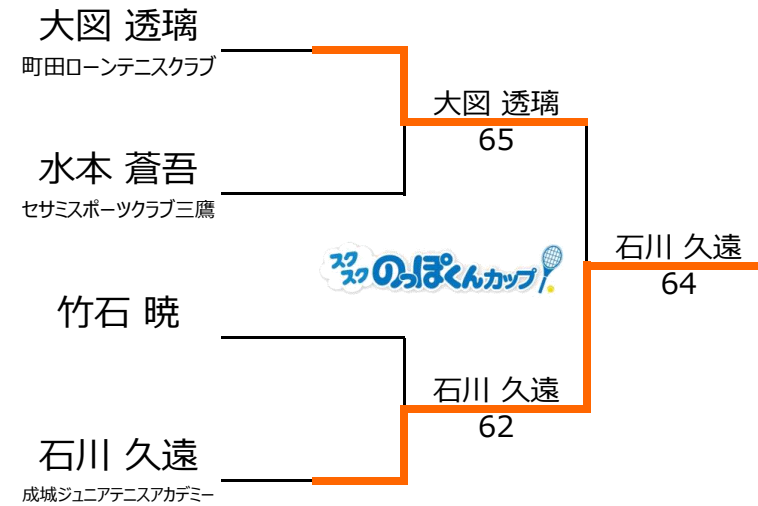 大図 透璃
町田ローンテニスクラブ
大図 透璃
65
水本 蒼吾
セサミスポーツクラブ三鷹
石川 久遠
64
スク
スク のっぽくんカップ
竹石 暁
石川 久遠
62
石川 久遠
成城ジュニアテニスアカデミー